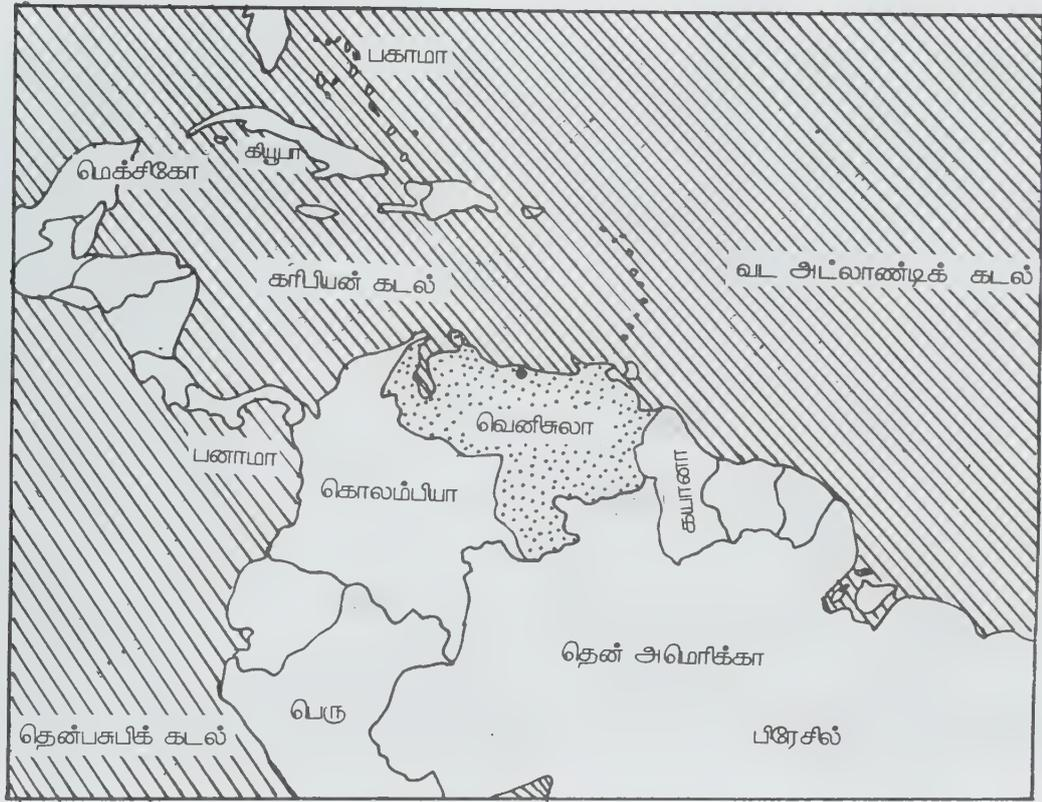 பகாமா
கியூபா
மெக்சிகோ
கரிபியன் கடல்
வட அட்லாண்டிக் கடல்
வெனிசுலா
பனாமா
கொலம்பியா
கயானா
தென் அமெரிக்கா
பெரு
தென்பசுபிக் கடல்
பிரேசில்